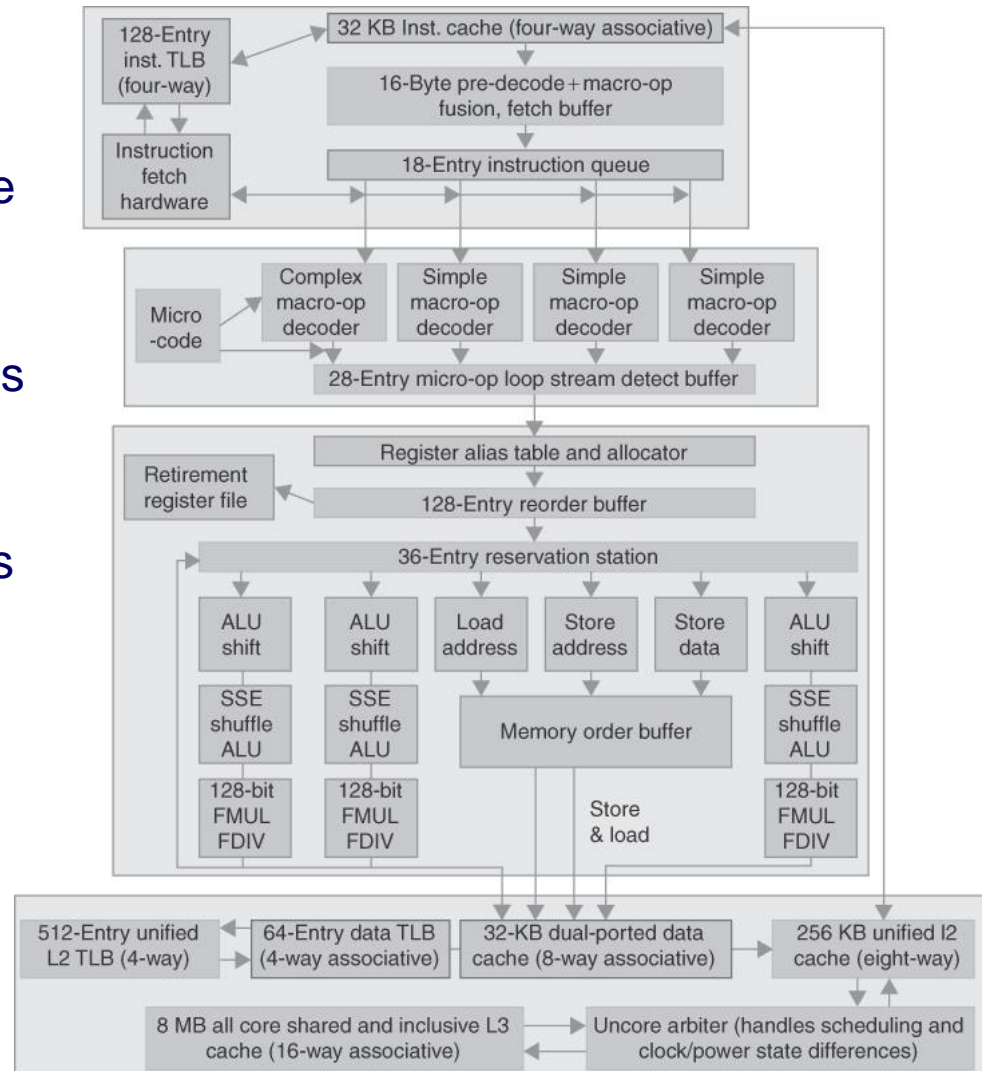 128-Entry
inst. TLB
(four-way)
32 KB Inst. cache (four-way associative)
16-Byte pre-decode+macro-op
fusion, fetch buffer
Instruction
fetch
hardware
18-Entry instruction queue
e
Micro
-code
Complex
macro-op
decoder
Simple
macro-op
decoder
Simple
macro-op
decoder
Simple
macro-op
decoder
s
28-Entry micro-op loop stream detect buffer
Register alias table and allocator
Retirement
register file
128-Entry reorder buffer
s
36-Entry reservation station
ALU
shift
ALU
shift
Load
address
Store
address
Store
data
ALU
shift
SSE
shuffle
ALU
SSE
shuffle
ALU
Memory order buffer
SSE
shuffle
ALU
128-bit
FMUL
FDIV
128-bit
FMUL
FDIV
Store
& load
128-bit
FMUL
FDIV
512-Entry unified
L2 TLB (4-way)
64-Entry data TLB
(4-way associative)
32-KB dual-ported data
cache (8-way associative)
256 KB unified l2
cache (eight-way)
8 MB all core shared and inclusive L3
cache (16-way associative)
Uncore arbiter (handles scheduling and
clock/power state differences)